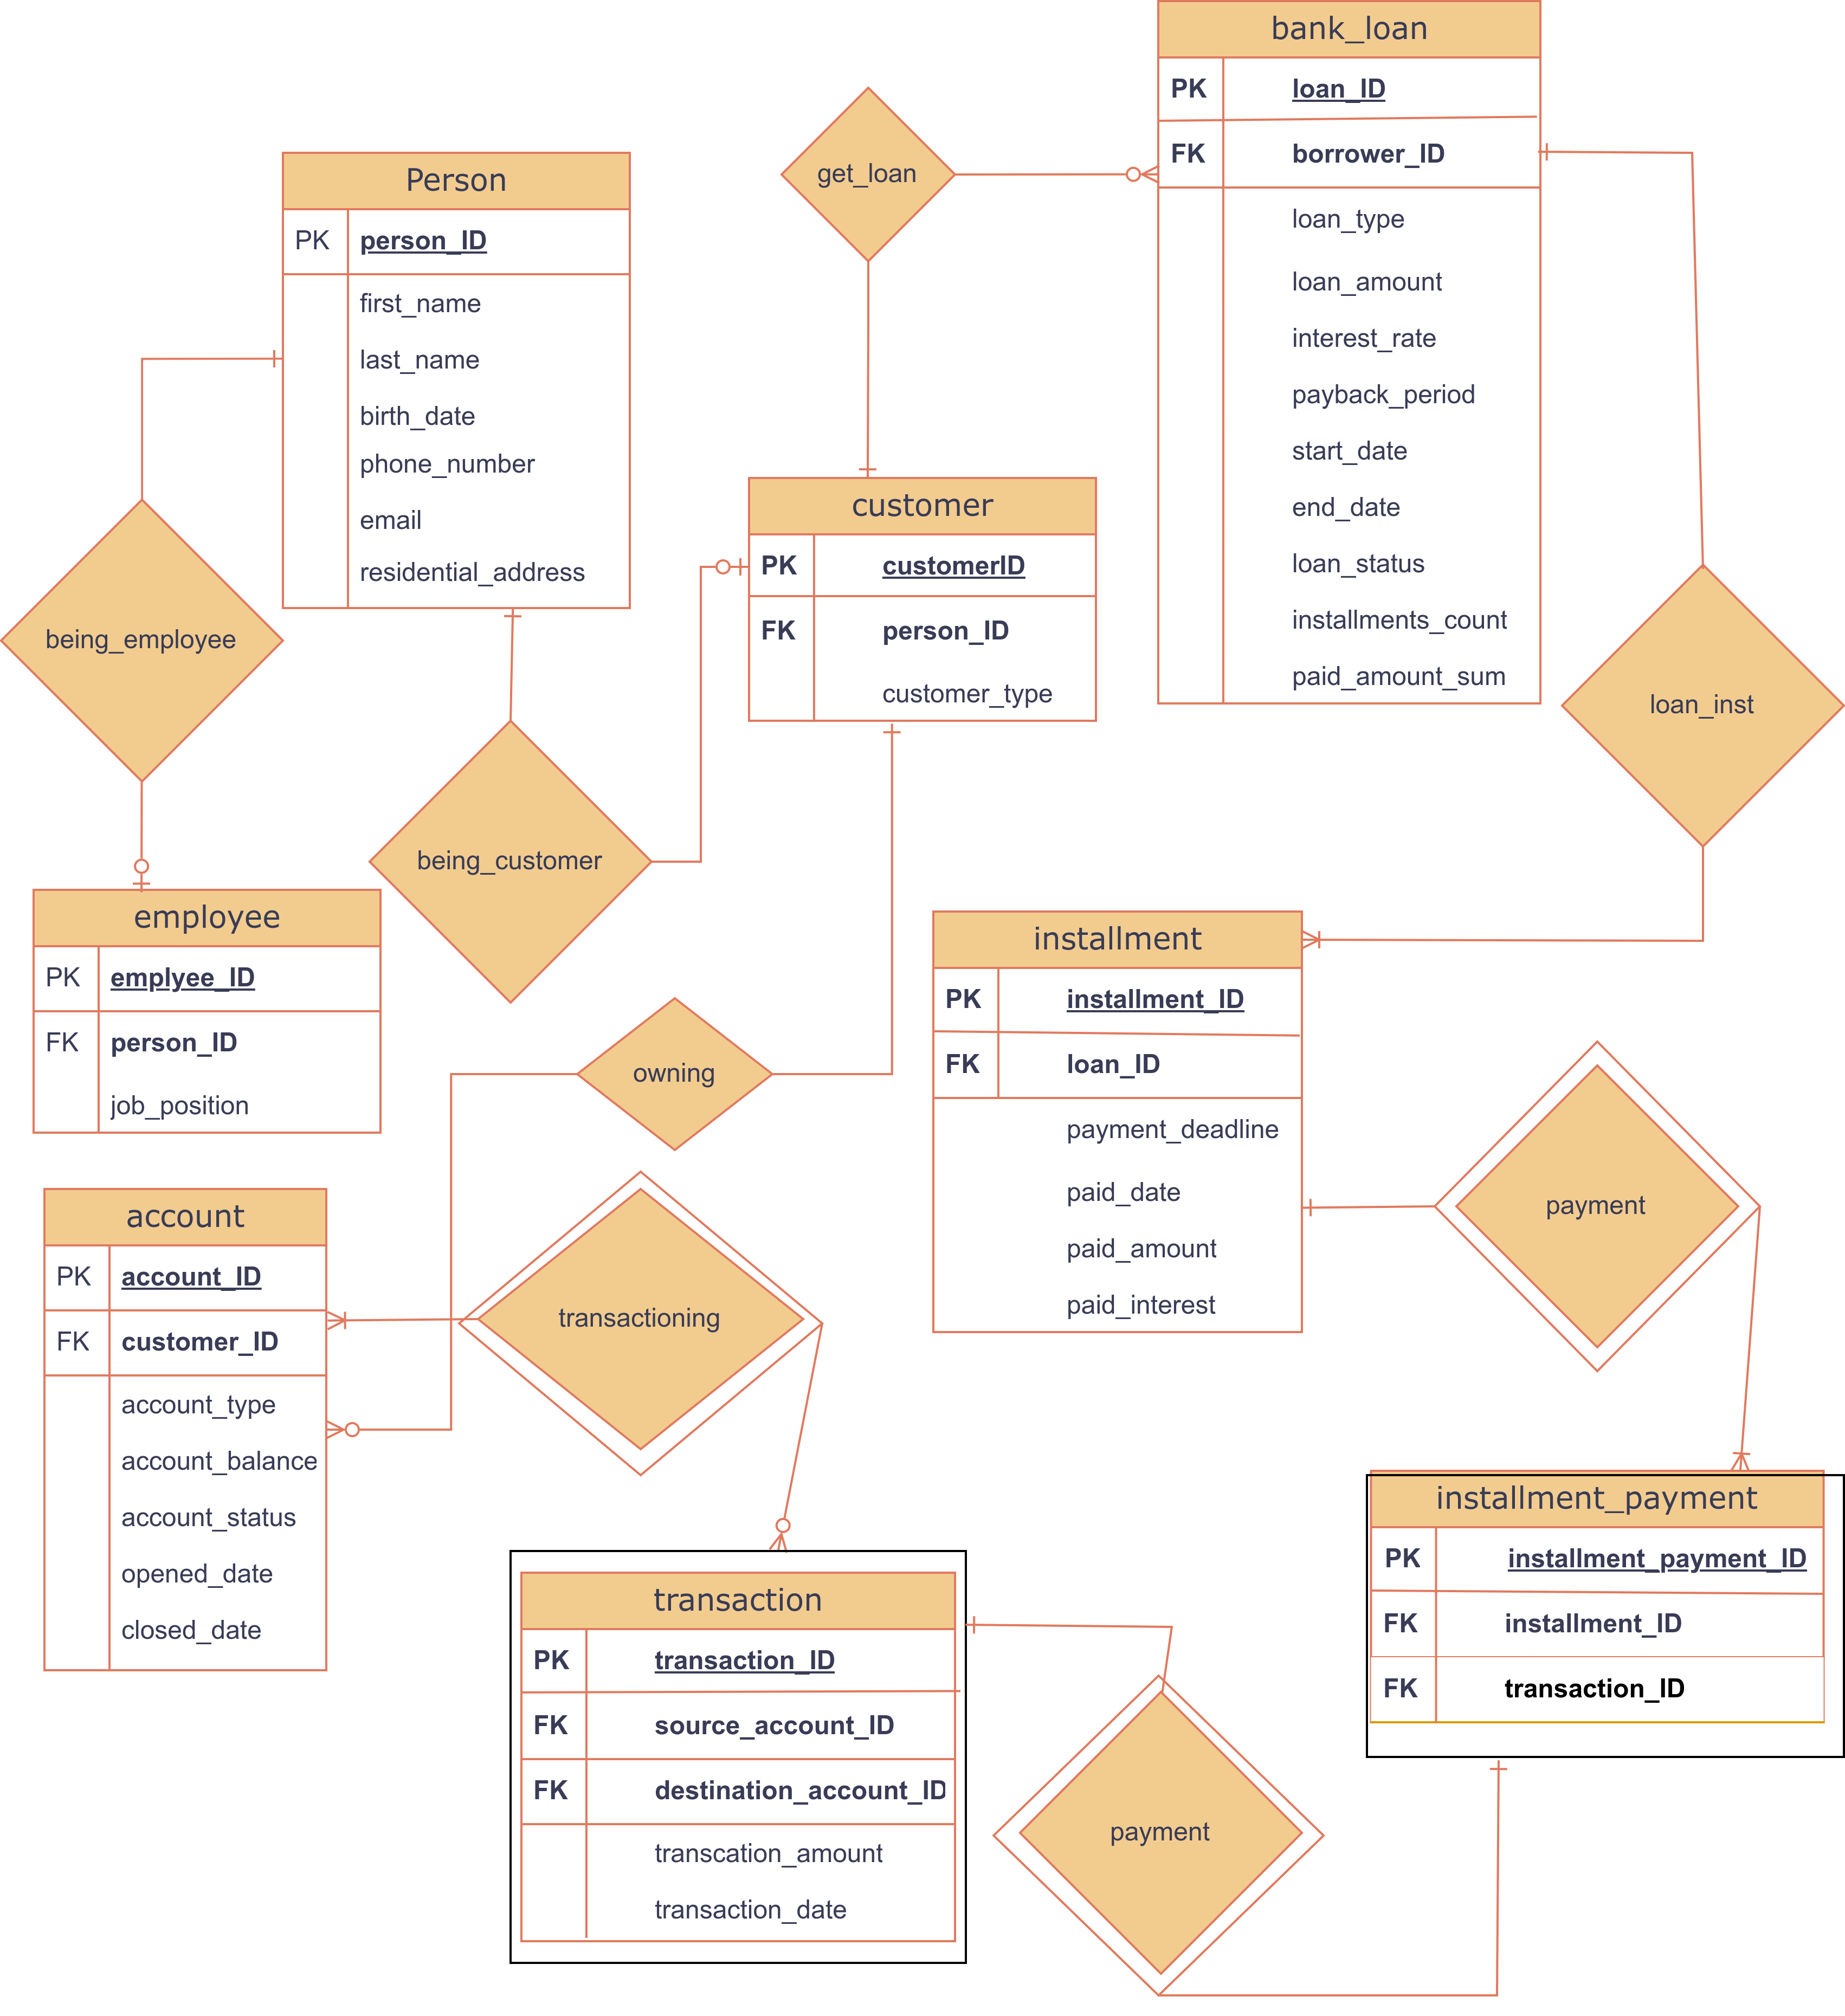 bank_loan
PK loan_ID
FK borrower_ID
loan_type
loan_amount
interest_rate
payback_period
start_date
end_date
loan_status
installments_count
paid_amount_sum
get_loan
Person
PK person_ID
first_name
last_name
birth_date
phone_number
email
residential_address
customer
PK customerID
FK person_ID
customer_type
being_employee
loan_inst
being_customer
employee
PK emplyee_ID
FK person_ID
job_position
installment
PK installment_ID
FK loan_ID
payment_deadline
paid_date
paid_amount
paid_interest
owning
payment
account
PK account_ID
FK customer_ID
account_type
account_balance
account_status
opened_date
closed_date
transactioning
installment_payment
PK installment_payment_ID
FK installment_ID
FK transaction_ID
transaction
PK transaction_ID
FK source_account_ID
FK destination_account_ID
transcation_amount
transaction_date
payment